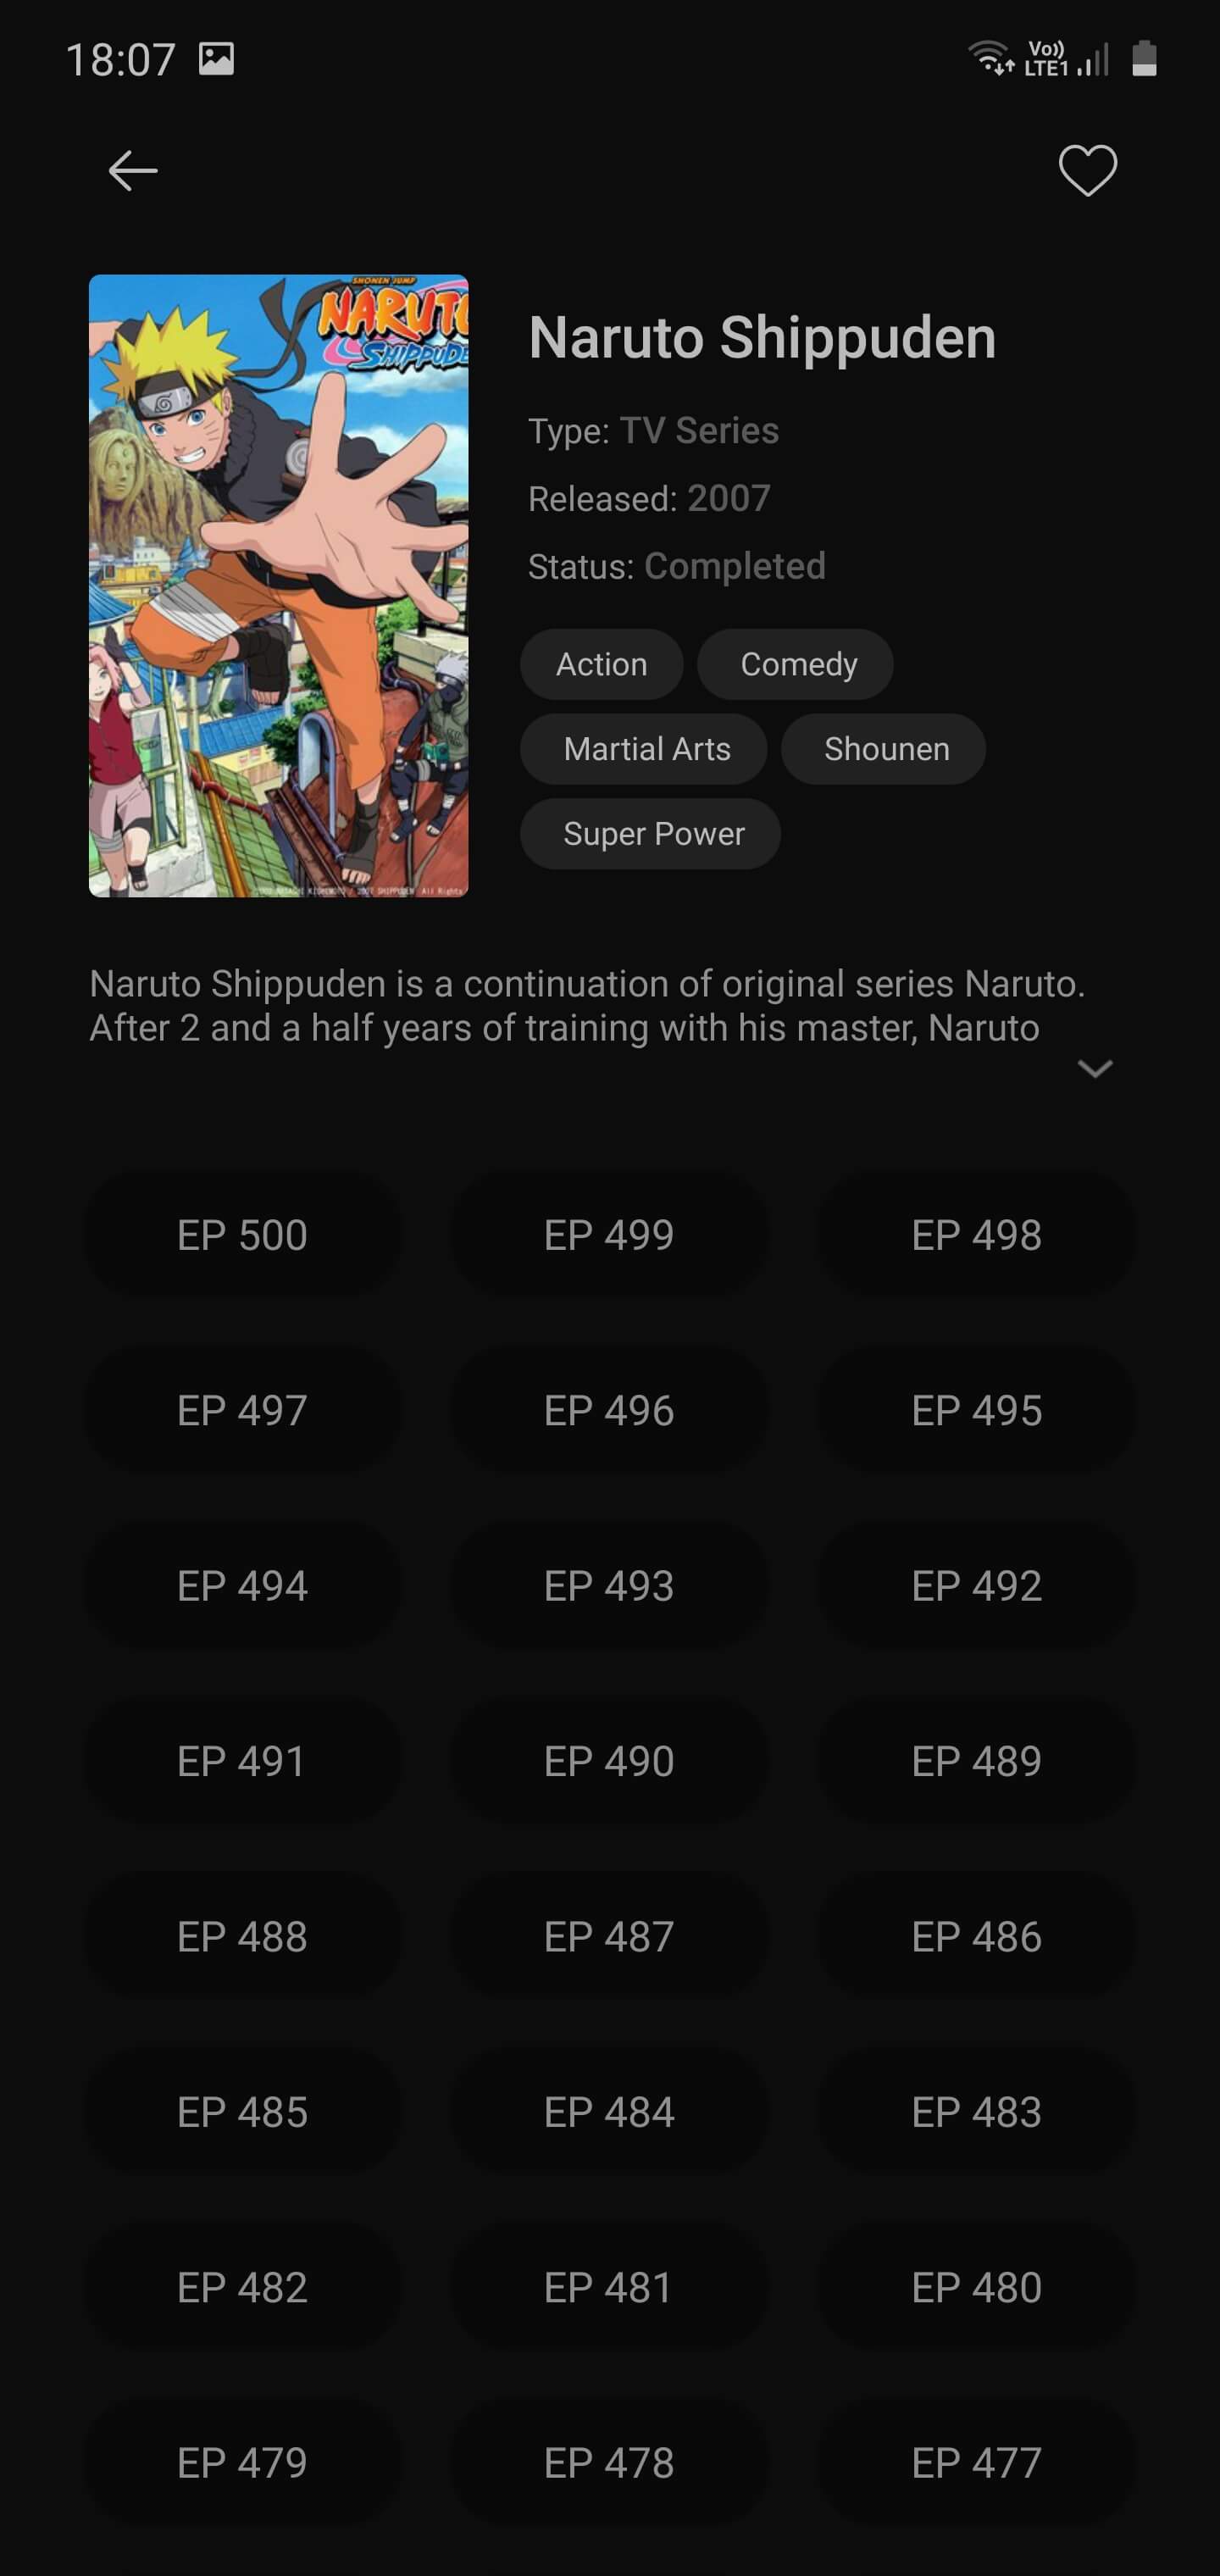 18:07
Vo))
LTE1
SHONEN JUMP
NARUTO
SHIPPUDE
Naruto Shippuden
Type: TV Series
Released: 2007
Status: Completed
Action Comedy
Martial Arts Shounen
Super Power
Naruto Shippuden is a continuation of original series Naruto.
After 2 and a half years of training with his master, Naruto
EP 500 EP 499 EP 498
EP 497 EP 496 EP 495
EP 494 EP 493 EP 492
EP 491 EP 490 EP 489
EP 488 EP 487 EP 486
EP 485 EP 484 EP 483
EP 482 EP 481 EP 480
EP 479 EP 478 EP 477